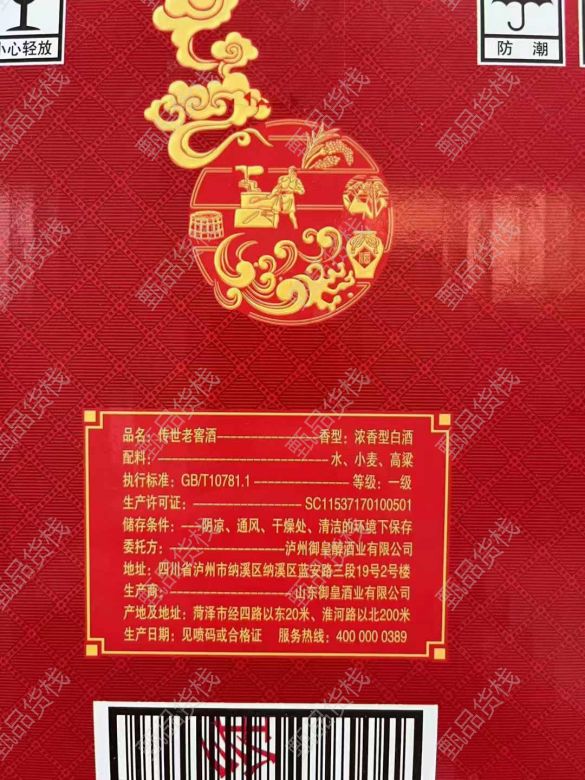 小心轻放
防 潮
品名：传世老窖酒--------------------香型：浓香型白酒
配料：----------------------------------水、小麦、高粱
执行标准：GB/T10781.1 -------------------等级：一级
生产许可证：----------------------- SC11537170100501
储存条件：----阴凉、通风、干燥处、清洁的环境下保存
委托方：-----------------------泸州御皇醇酒业有限公司
地址：四川省泸州市纳溪区纳溪区蓝安路三段19号2号楼
生产商：-----------------------山东御皇酒业有限公司
产地及地址：菏泽市经四路以东20米、淮河路以北200米
生产日期：见喷码或合格证 服务热线：400 000 0389
甄品货栈